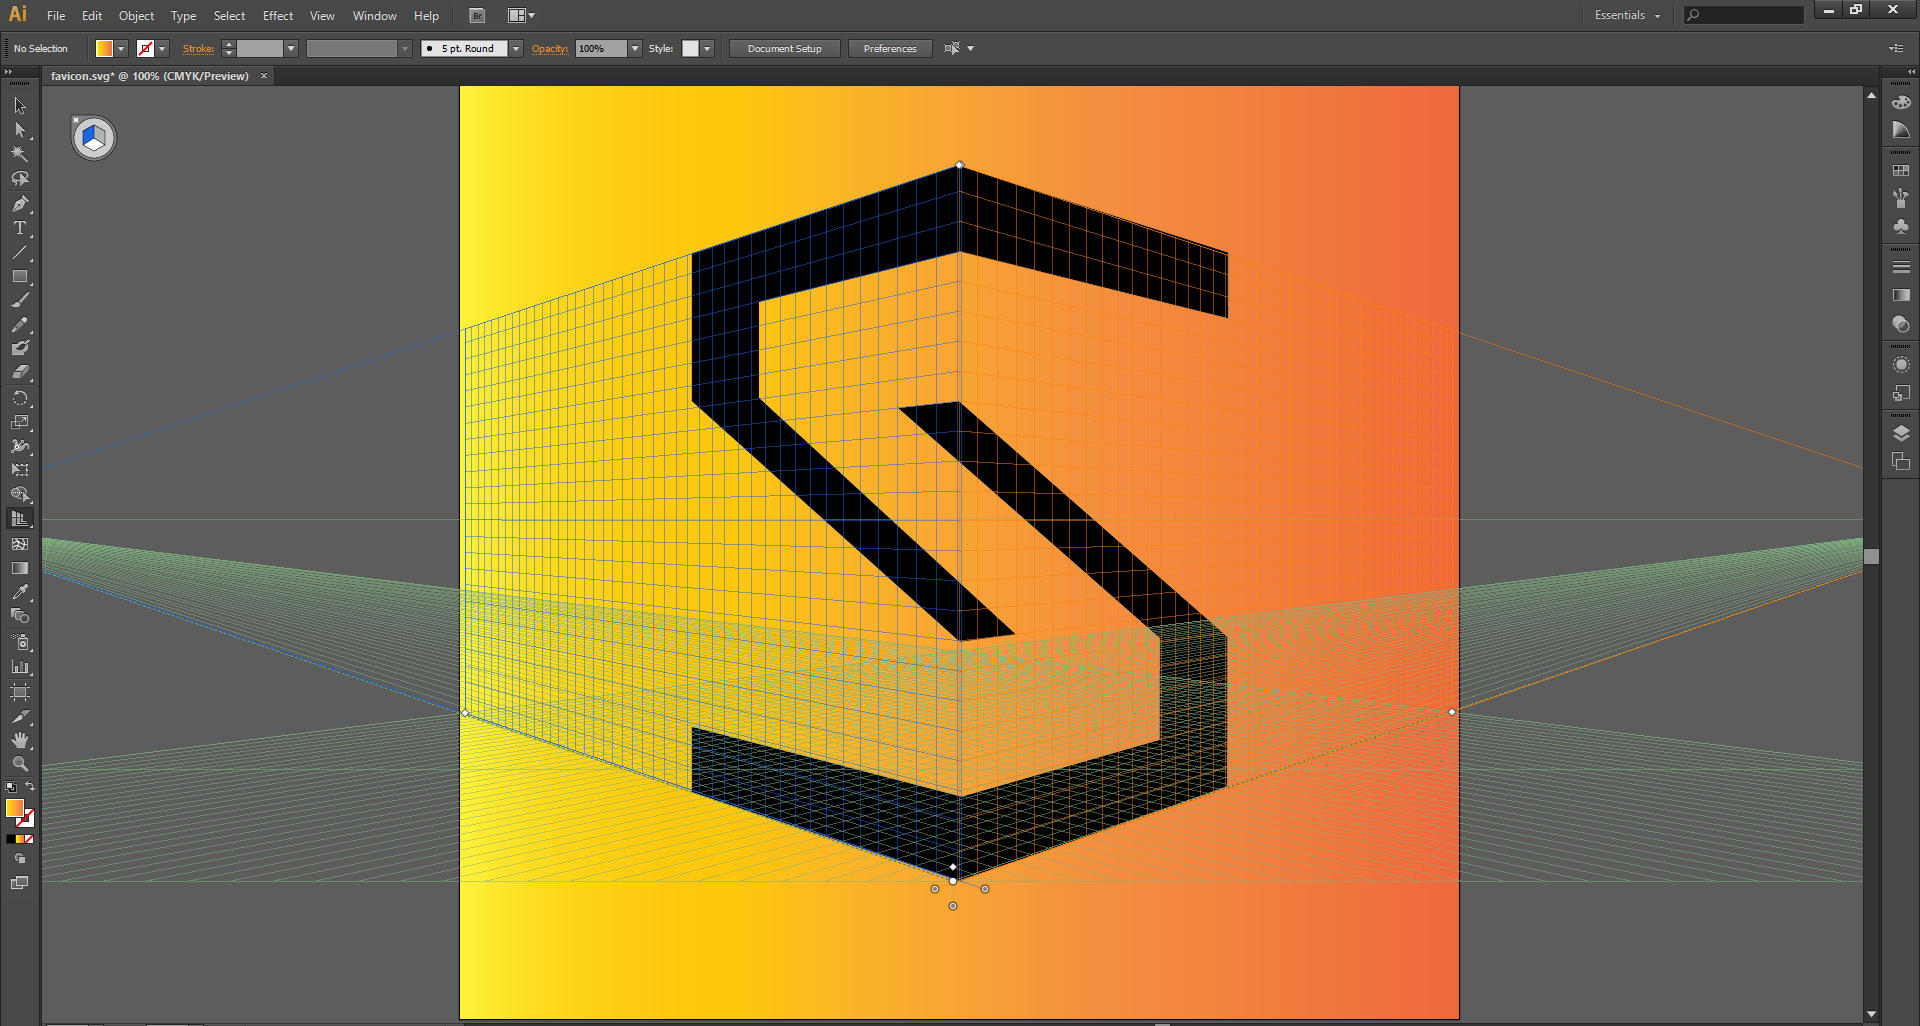 Ai File Edit Object Type Select Effect View Window Help Br Essentials
No Selection Stroke: 5 pt. Round Opacity: 100% Style: Document Setup Preferences
favicon.svg* @ 100% (CMYK/Preview) ×
T